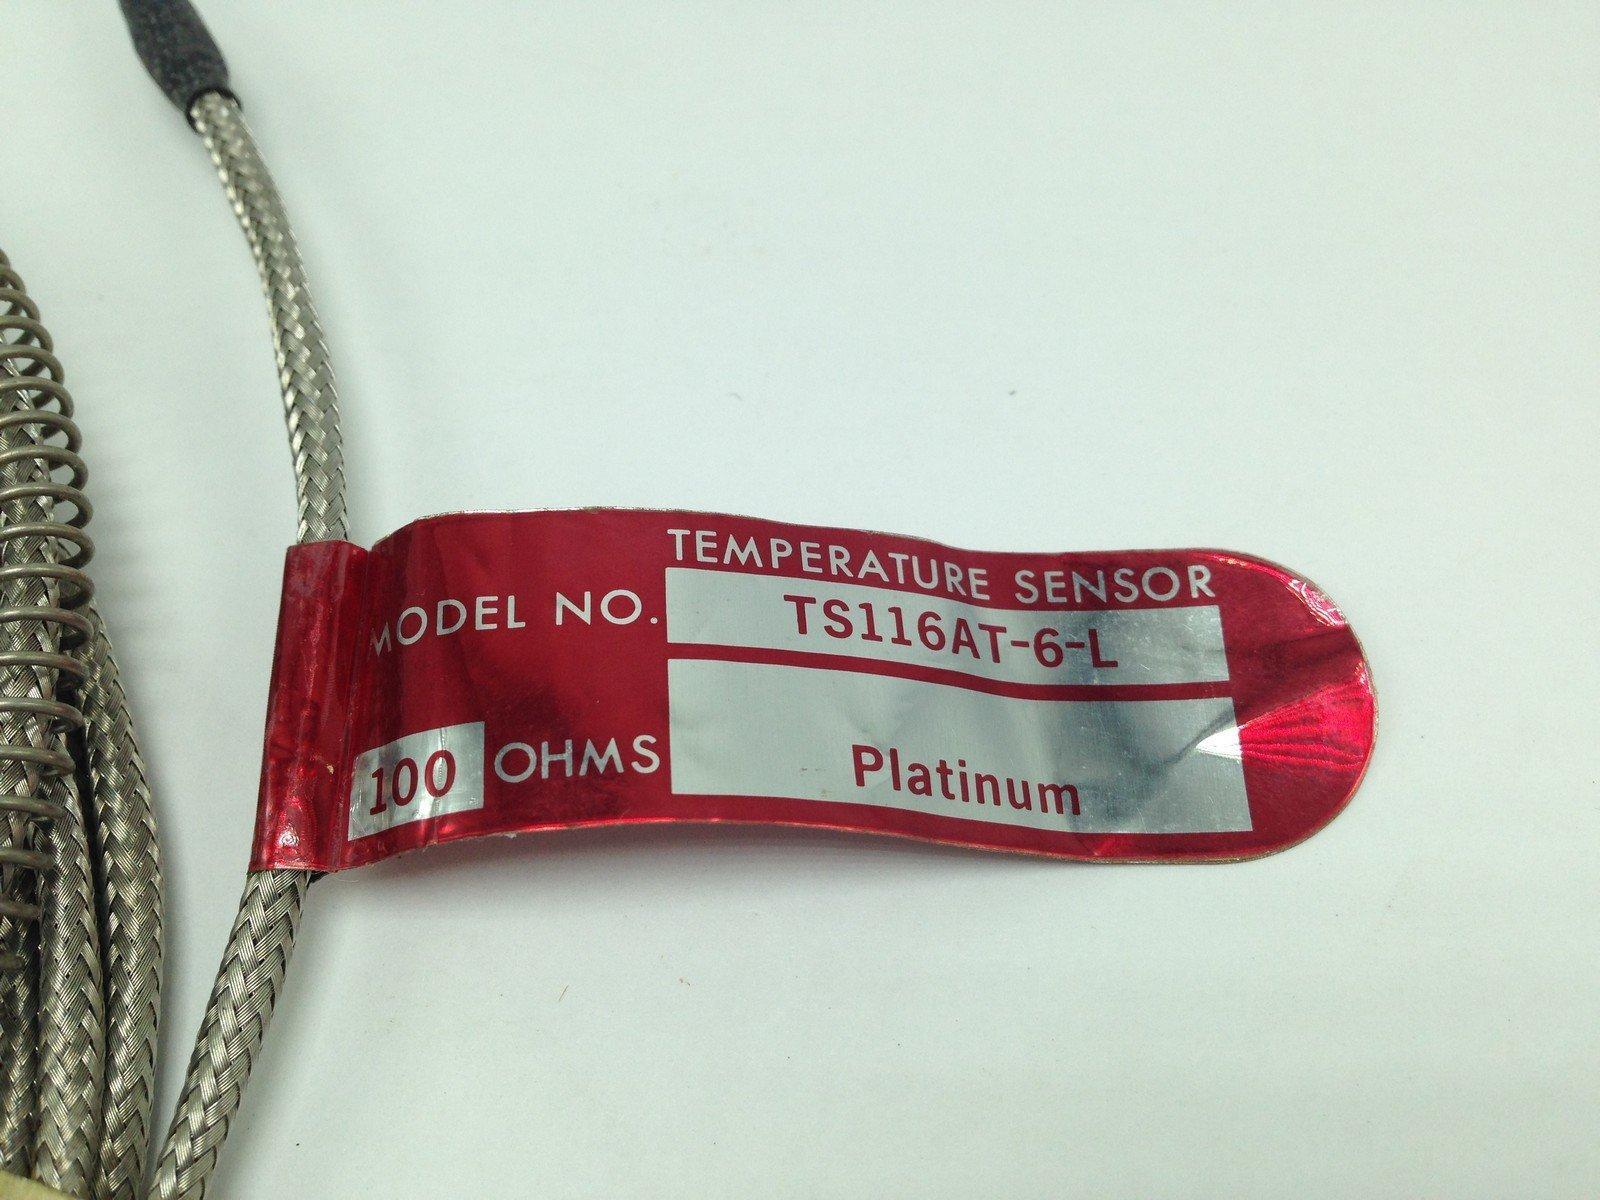 TEMPERATURE SENSOR
MODEL NO. TS116AT-6-L
100 OHMS Platinum